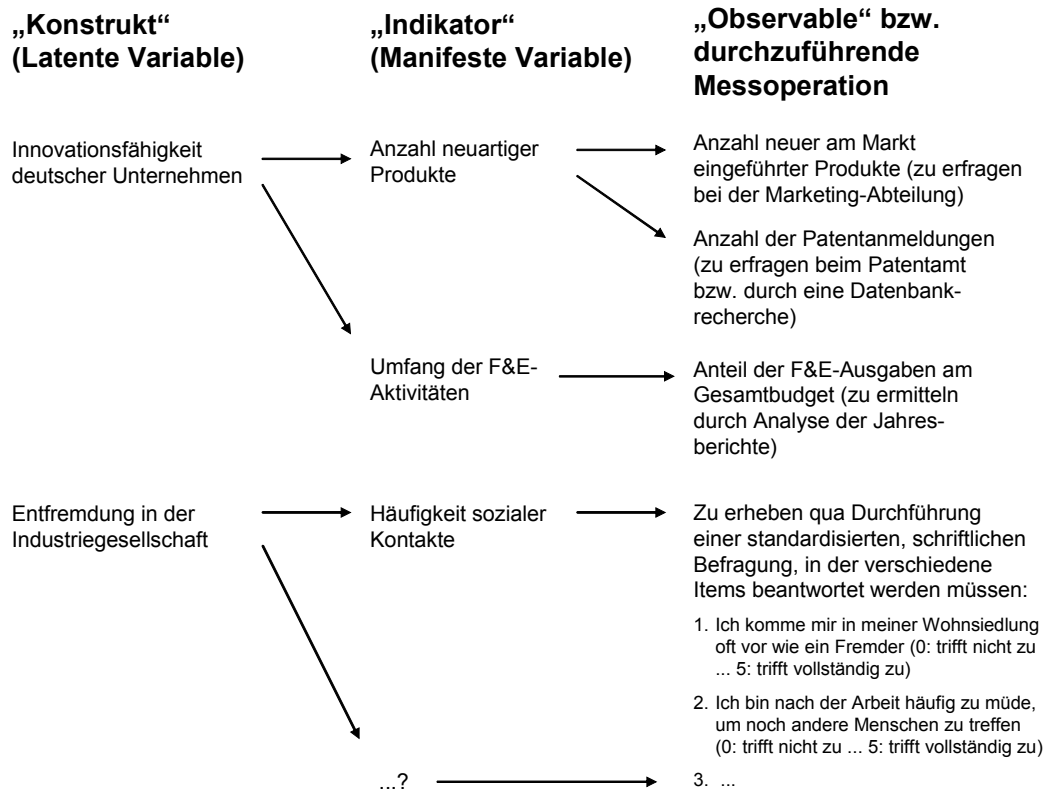 „Konstrukt“
(Latente Variable)
„Indikator“
(Manifeste Variable)
„Observable“ bzw.
durchzuführende
Messoperation
Innovationsfähigkeit
deutscher Unternehmen
Anzahl neuartiger
Produkte
Anzahl neuer am Markt
eingeführter Produkte (zu erfragen
bei der Marketing-Abteilung)
Anzahl der Patentanmeldungen
(zu erfragen beim Patentamt
bzw. durch eine Datenbank-
recherche)
Umfang der F&E-
Aktivitäten
Anteil der F&E-Ausgaben am
Gesamtbudget (zu ermitteln
durch Analyse der Jahres-
berichte)
Entfremdung in der
Industriegesellschaft
Häufigkeit sozialer
Kontakte
Zu erheben qua Durchführung
einer standardisierten, schriftlichen
Befragung, in der verschiedene
Items beantwortet werden müssen:
1. Ich komme mir in meiner Wohnsiedlung
oft vor wie ein Fremder (0: trifft nicht zu
... 5: trifft vollständig zu)
2. Ich bin nach der Arbeit häufig zu müde,
um noch andere Menschen zu treffen
(0: trifft nicht zu ... 5: trifft vollständig zu)
...?
3. ...